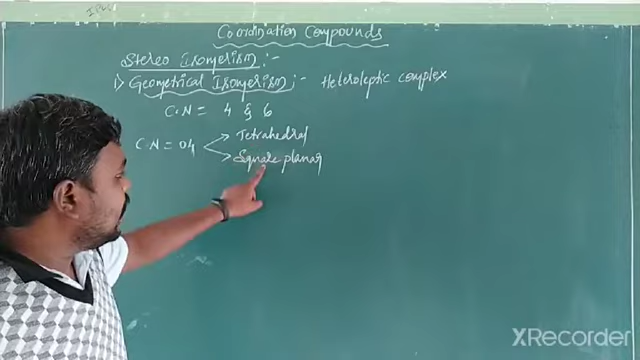 Coordination Compounds
Stereo Isomerism :-
1) Geometrical Isomerism :- Heteroleptic complex
C.N = 4 & 6
C.N = 04
Tetrahedral
Square planar
XRecorder